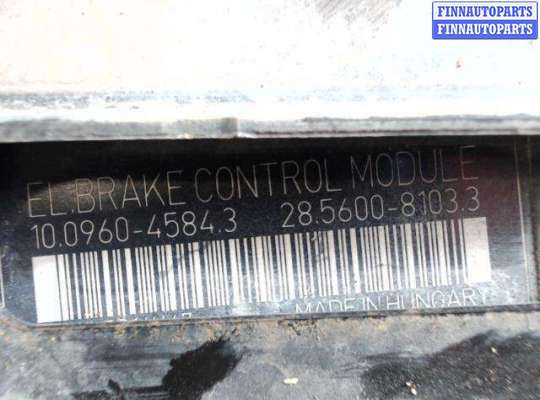 FINNAUTOPARTS
FINNAUTOPARTS
EL.BRAKE CONTROL MODULE
10.0960-4584.3 28.5600-8103.3
MADE IN HUNGARY